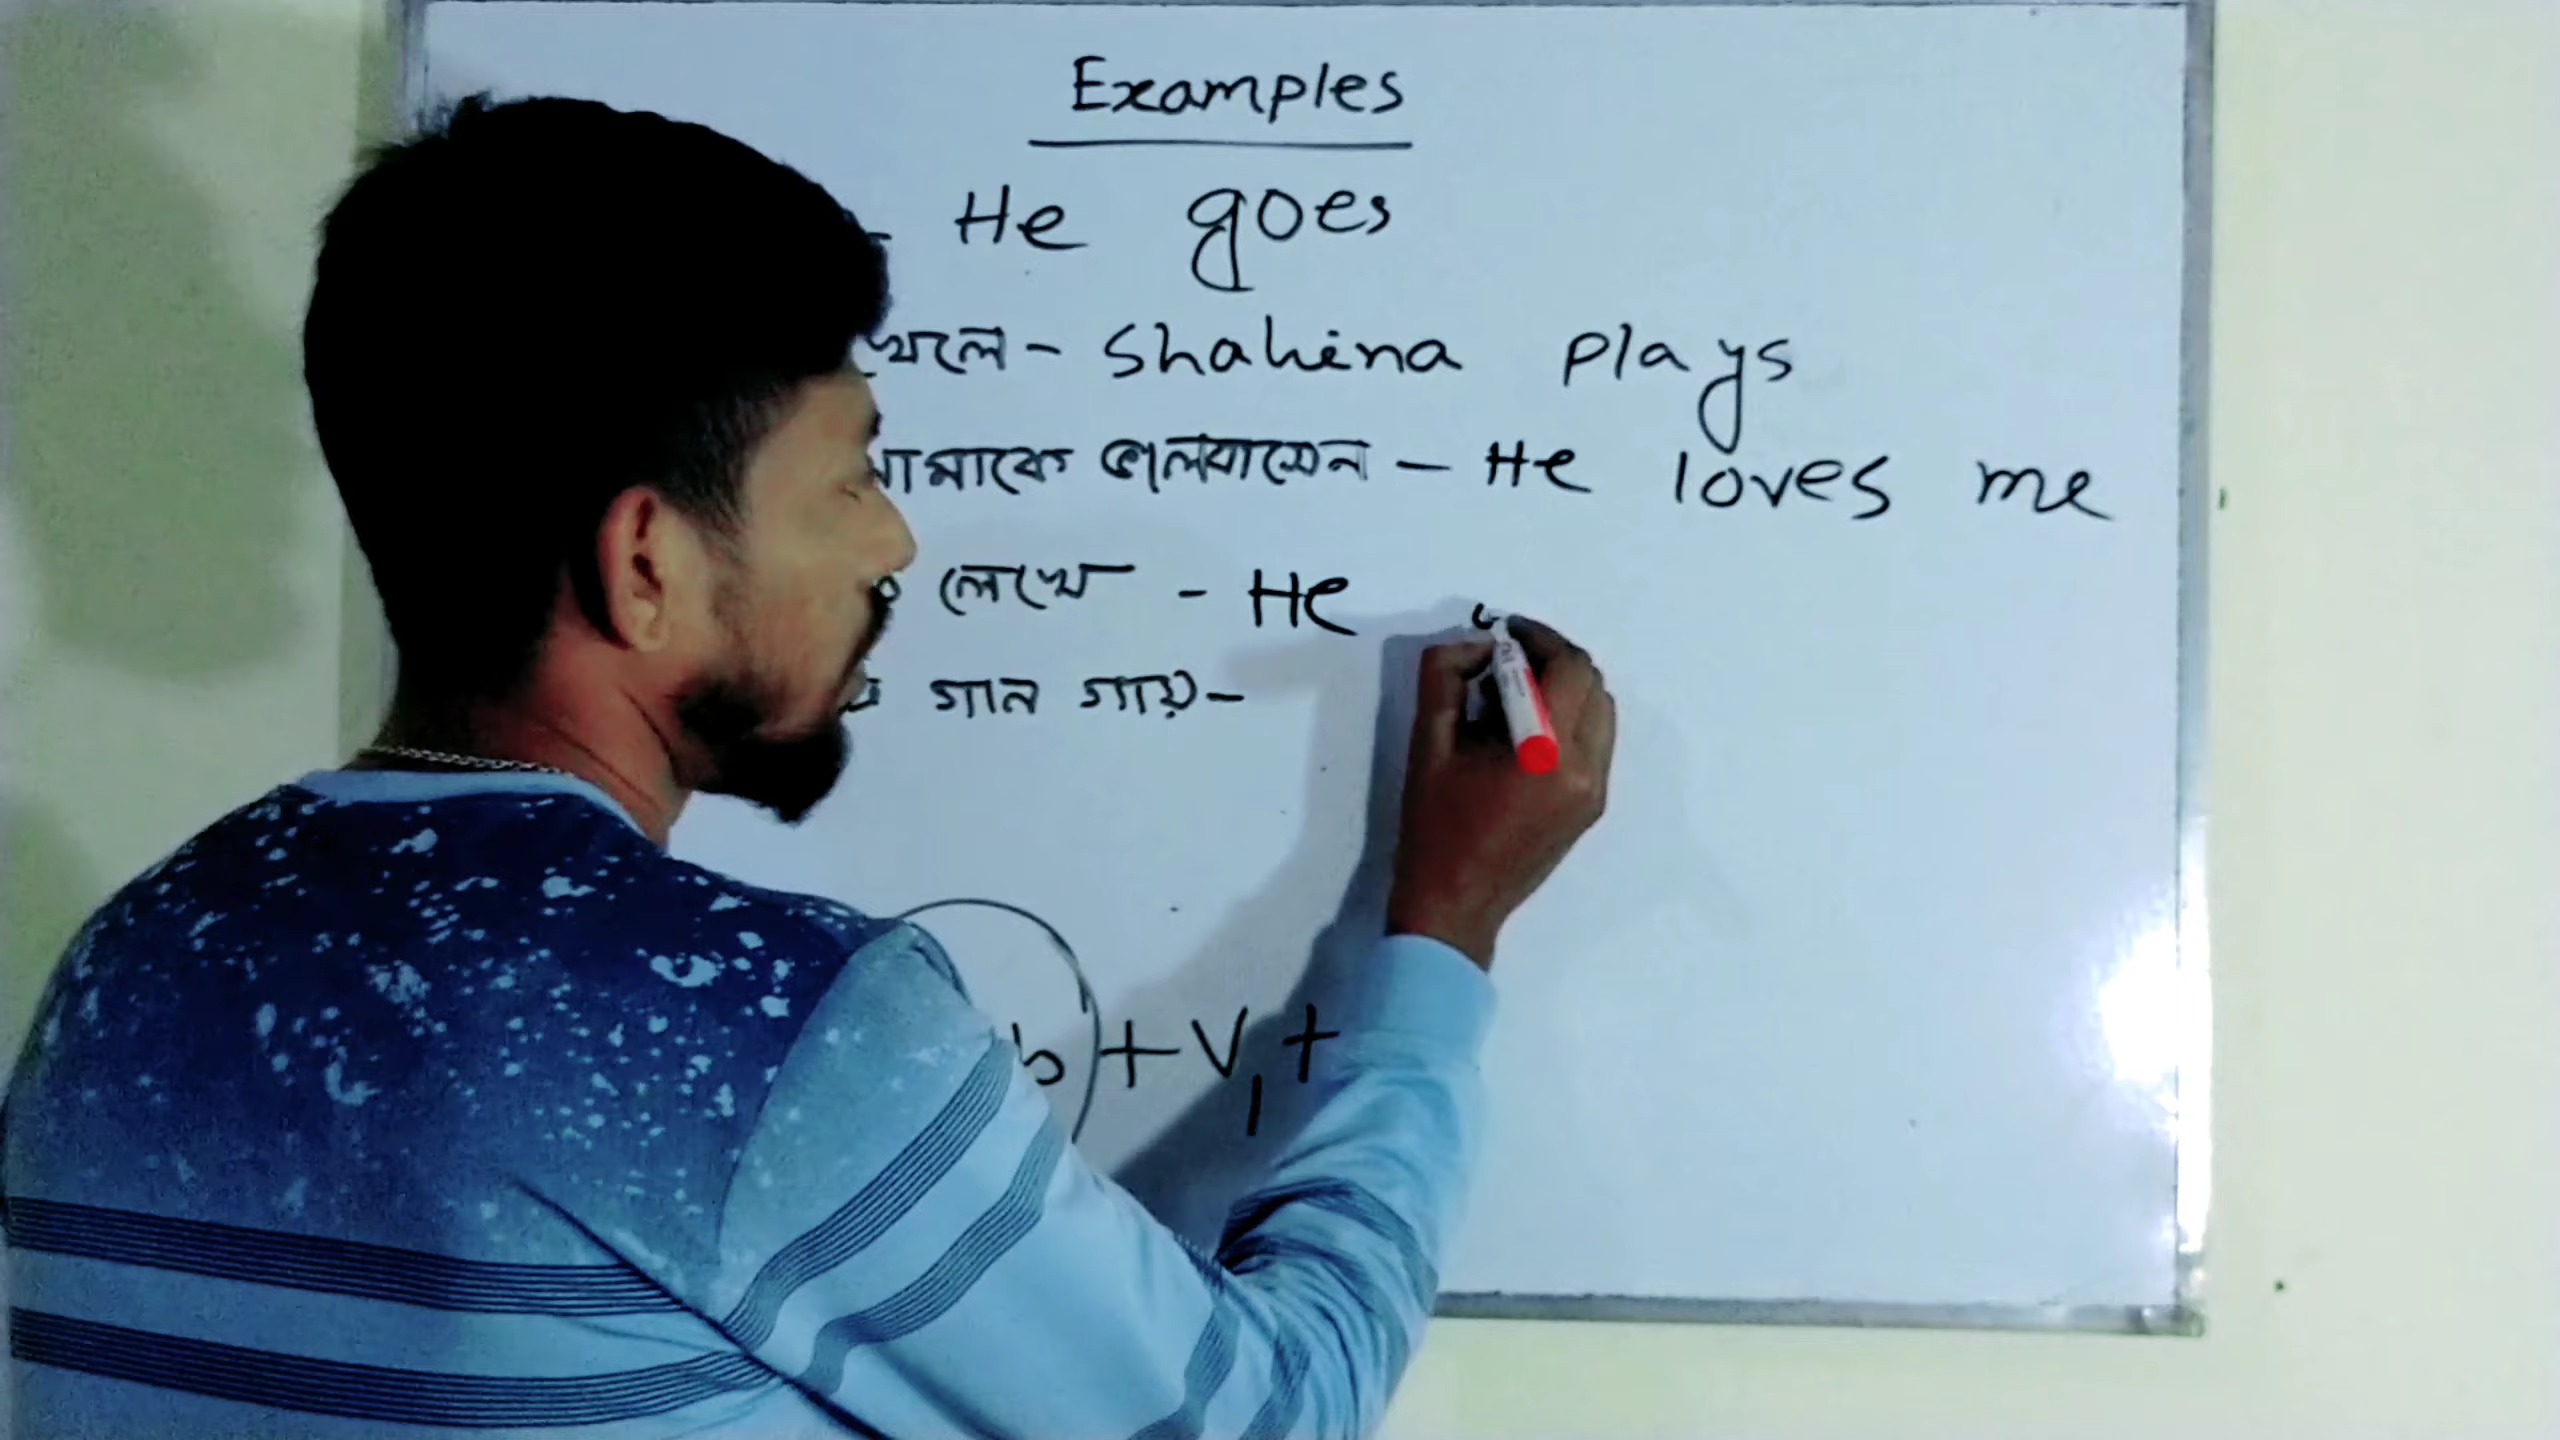 Examples
- He goes
খেলে - Shahina plays
আমাকে ভালবাসেন - He loves me
লেখে - He
গান গায় -
b + V1 +